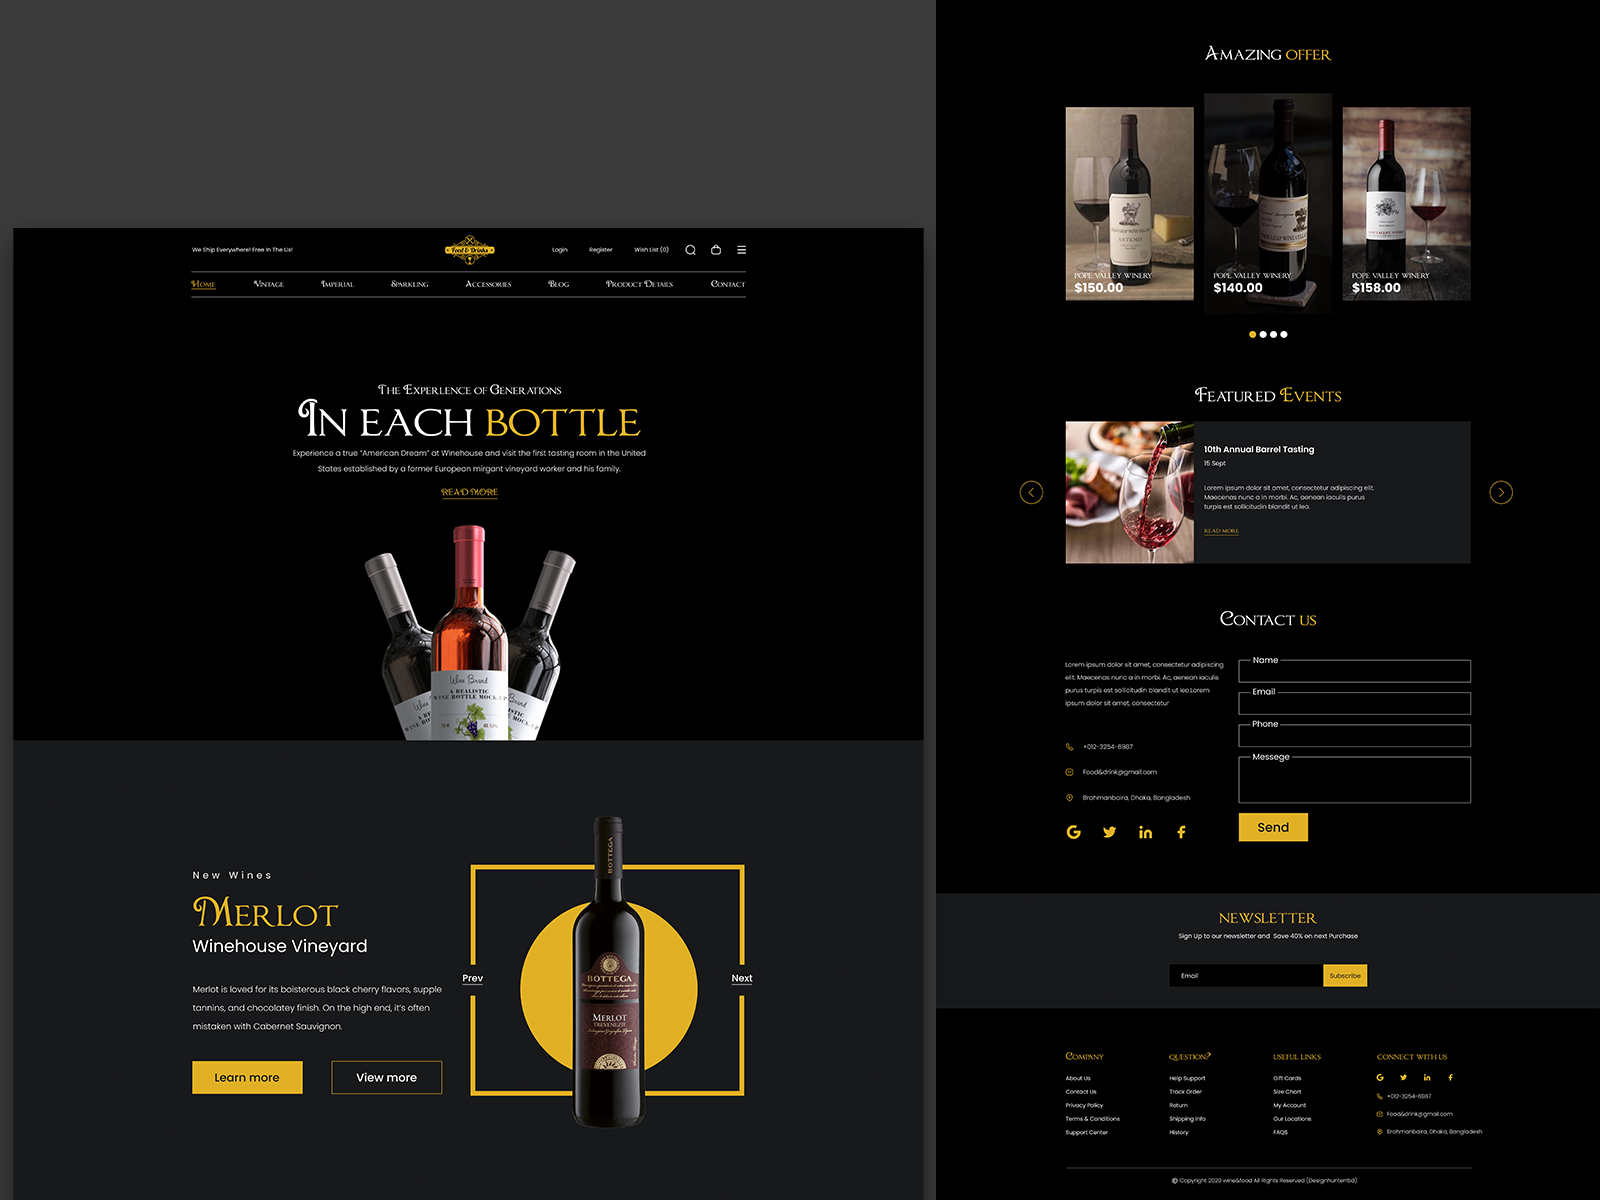 We Ship Everywhere! Free In The Us!
Food & Drinks
Login
Register
Wish List (0)
Home
Vintage
Imperial
Sparkling
Accessories
Blog
Product Details
Contact
The Experlence of Generations
In each bottle
Experience a true "American Dream" at Winehouse and visit the first tasting room in the United
States established by a former European mirgant vineyard worker and his family.
Read more
Wine Brand
A REALISTIC
WINE BOTTLE MOCK-UP
New Wines
Merlot
Winehouse Vineyard
Merlot is loved for its boisterous black cherry flavors, supple
tannins, and chocolatey finish. On the high end, it's often
mistaken with Cabernet Sauvignon.
Learn more
View more
Prev
Next
BOTTEGA
BOTTEGA
MERLOT
TREVENEZIE
Amazing offer
ARTEMIS
Pope Valley Winery
$150.00
Pope Valley Winery
$140.00
Pope Valley Winery
$158.00
Featured Events
10th Annual Barrel Tasting
15 Sept
Lorem ipsum dolor sit amet, consectetur adipiscing elit.
Maecenas nunc a in morbi. Ac, aenean iaculis purus
turpis est sollicitudin blandit ut leo.
Read more
Contact us
Lorem ipsum dolor sit amet, consectetur adipiscing
elit. Maecenas nunc a in morbi. Ac, aenean iaculis
purus turpis est sollicitudin blandit ut leo.Lorem
ipsum dolor sit amet, consectetur
+012-3254-6987
Food&drink@gmail.com
Brahmanbaira, Dhaka, Bangladesh
Name
Email
Phone
Messege
Send
Newsletter
Sign Up to our newsletter and Save 40% on next Purchase
Email
Subscribe
Company
About Us
Contact Us
Privacy Policy
Terms & Conditions
Support Center
question?
Help Support
Track Order
Return
Shipping Info
History
useful links
Gift Cards
Size Chart
My Account
Our Locations
FAQS
Connect with us
+012-3254-6987
Food&drink@gmail.com
Brahmanbaira, Dhaka, Bangladesh
© Copyright 2020 wine&food All Rights Reserved (Designhunterrbd)